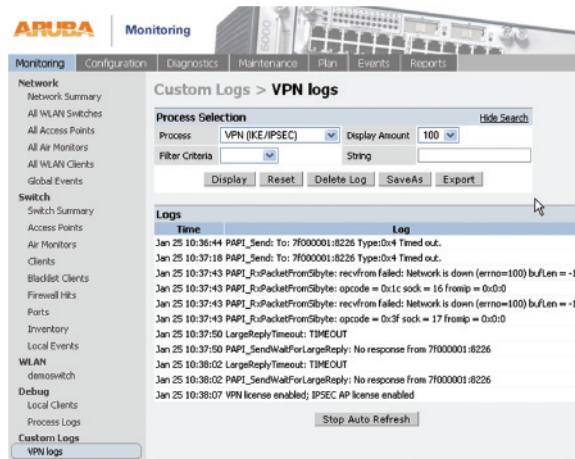 ARUBA
Monitoring
Monitoring Configuration Diagnostics Maintenance Plan Events Reports
Network
Network Summary
All WLAN Switches
All Access Points
All Air Monitors
All WLAN Clients
Global Events
Switch
Switch Summary
Access Points
Air Monitors
Clients
Blacklist Clients
Firewall Hits
Ports
Inventory
Local Events
WLAN
demoswitch
Debug
Local Clients
Process Logs
Custom Logs
VPN logs
Custom Logs > VPN logs
Process Selection Hide Search
Process VPN (IKE/IPSEC) Display Amount 100
Filter Criteria String
Display Reset Delete Log SaveAs Export
Logs
Time Log
Jan 25 10:36:44 PAPI_Send: To: 7f000001:8226 Type:0x4 Timed out.
Jan 25 10:37:18 PAPI_Send: To: 7f000001:8226 Type:0x4 Timed out.
Jan 25 10:37:43 PAPI_RxPacketFromSibyte: recvfrom failed: Network is down (errno=100) bufLen = -1
Jan 25 10:37:43 PAPI_RxPacketFromSibyte: opcode = 0x1c sock = 16 fromip = 0x0:0
Jan 25 10:37:43 PAPI_RxPacketFromSibyte: recvfrom failed: Network is down (errno=100) bufLen = -1
Jan 25 10:37:43 PAPI_RxPacketFromSibyte: opcode = 0x3f sock = 17 fromip = 0x0:0
Jan 25 10:37:50 LargeReplyTimeout: TIMEOUT
Jan 25 10:37:50 PAPI_SendWaitForLargeReply: No response from 7f000001:8226
Jan 25 10:38:02 LargeReplyTimeout: TIMEOUT
Jan 25 10:38:02 PAPI_SendWaitForLargeReply: No response from 7f000001:8226
Jan 25 10:38:07 VPN license enabled; IPSEC AP license enabled
Stop Auto Refresh